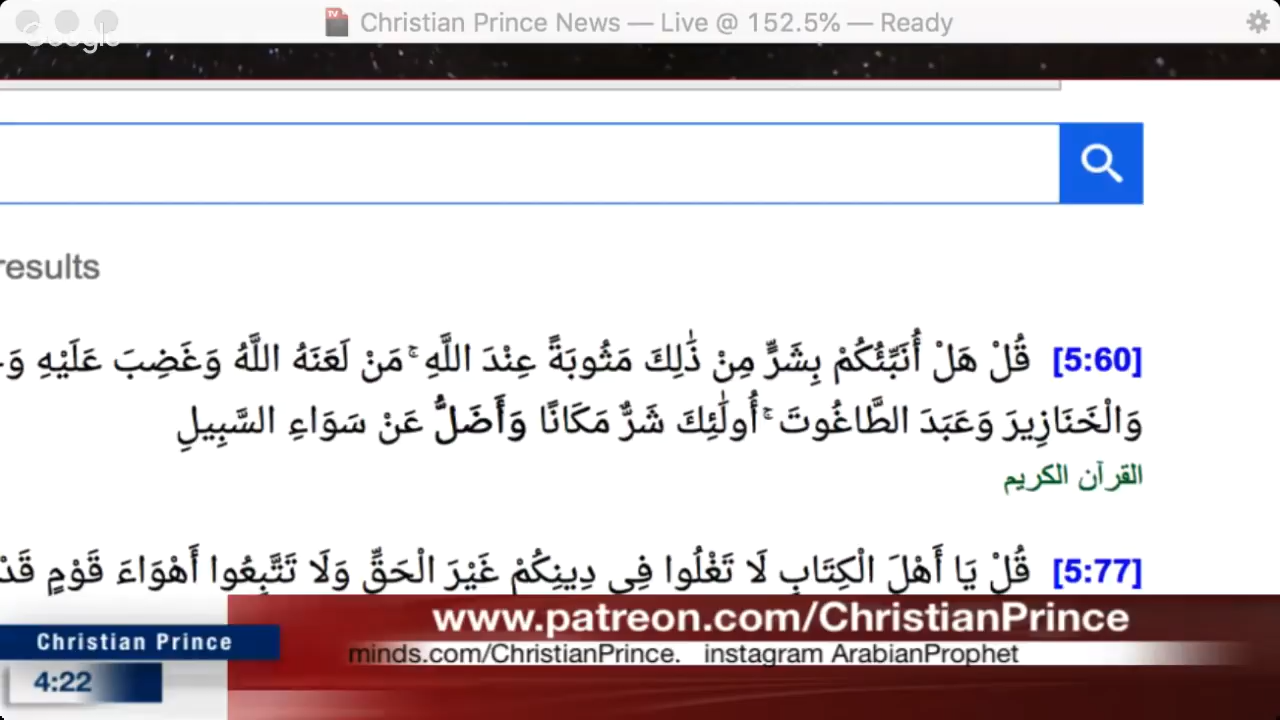 Christian Prince News — Live @ 152.5% — Ready
Google
results
[5:60] قُلْ هَلْ أُنَبِّئُكُمْ بِشَرٍّ مِنْ ذَٰلِكَ مَثُوبَةً عِنْدَ اللَّهِ ۚ مَنْ لَعَنَهُ اللَّهُ وَغَضِبَ عَلَيْهِ
وَالْخَنَازِيرَ وَعَبَدَ الطَّاغُوتَ ۚ أُولَٰئِكَ شَرٌّ مَكَانًا وَأَضَلُّ عَنْ سَوَاءِ السَّبِيلِ
القرآن الكريم
[5:77] قُلْ يَا أَهْلَ الْكِتَابِ لَا تَغْلُوا فِي دِينِكُمْ غَيْرَ الْحَقِّ وَلَا تَتَّبِعُوا أَهْوَاءَ قَوْمٍ قَدْ
www.patreon.com/ChristianPrince
Christian Prince
minds.com/ChristianPrince. instagram ArabianProphet
4:22